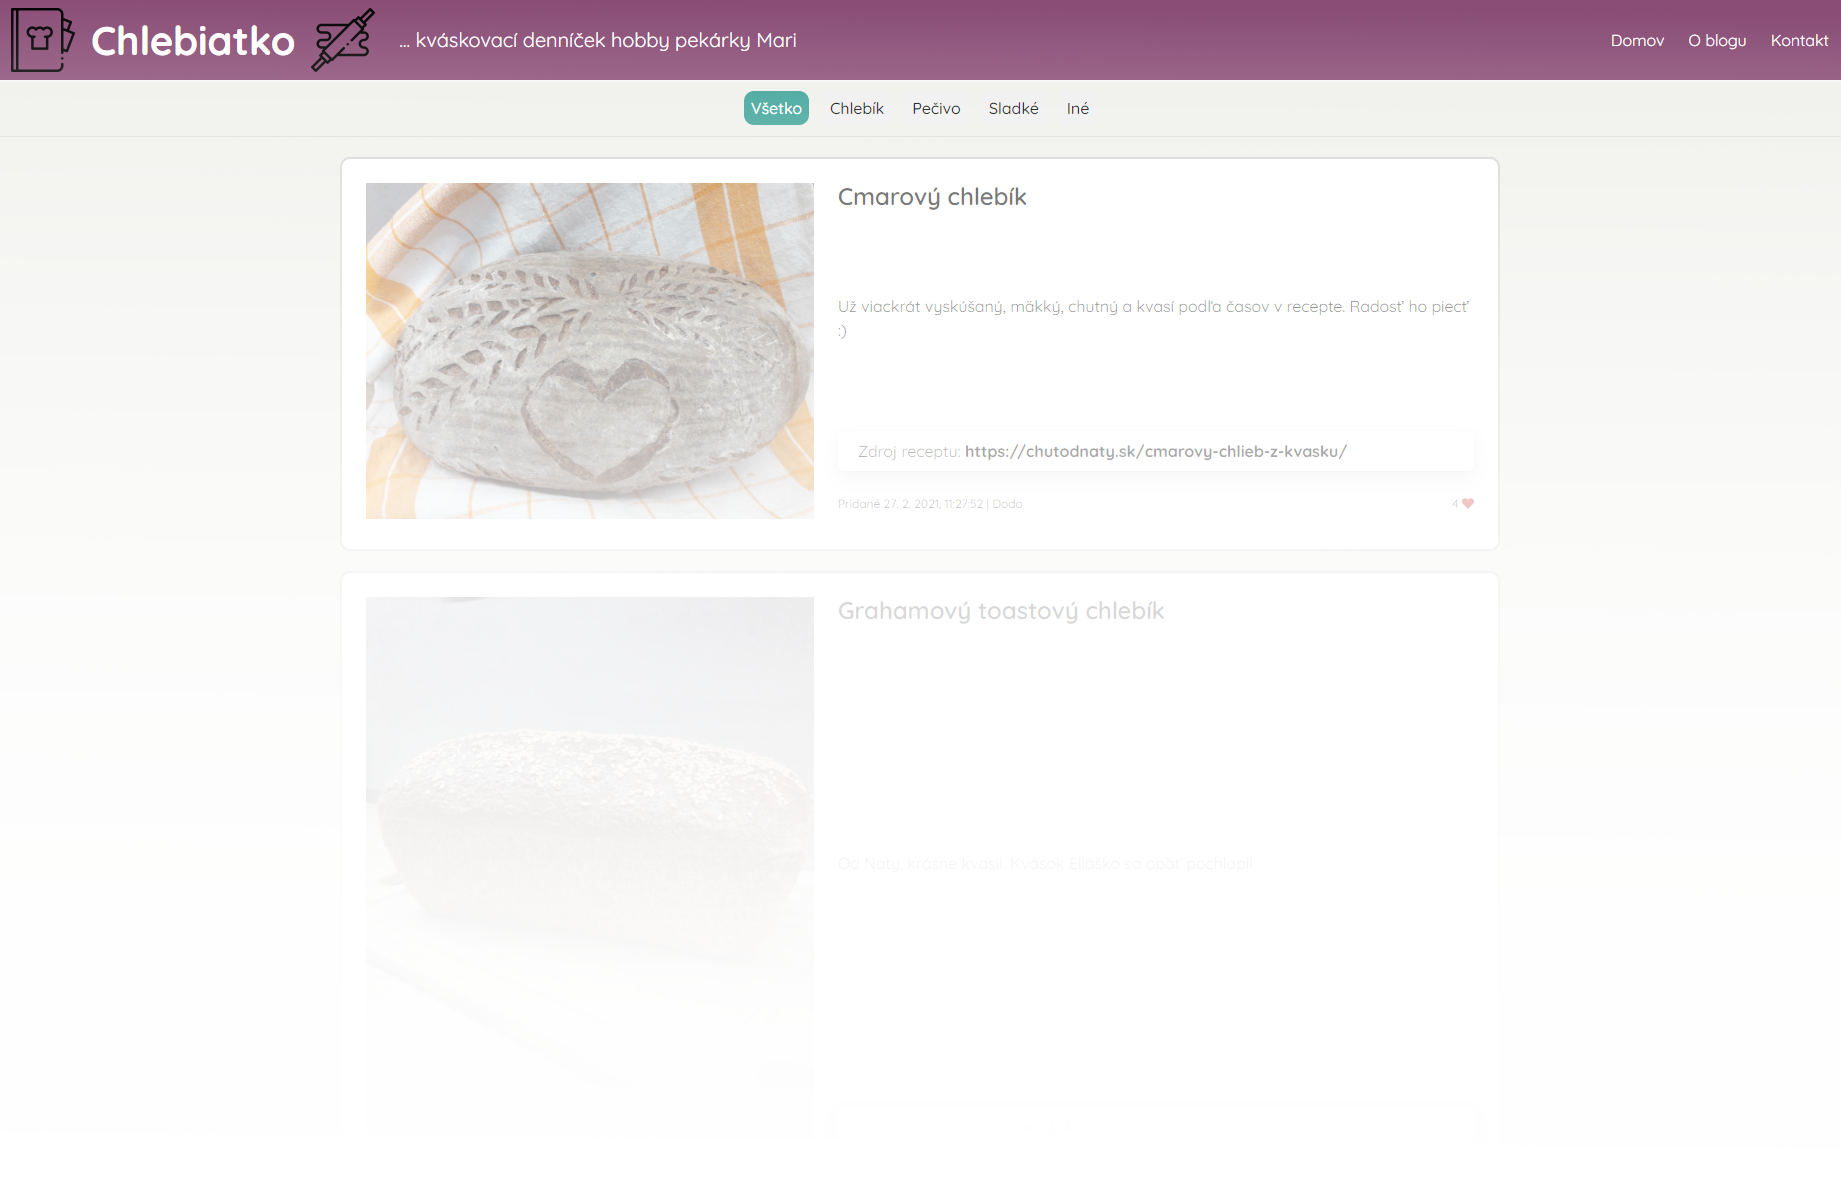 Chlebiatko
... kváskovací denníček hobby pekárky Mari
Domov O blogu Kontakt
Všetko Chlebík Pečivo Sladké Iné
Cmarový chlebík
Už viackrát vyskúšaný, mäkký, chutný a kvasí podľa časov v recepte. Radosť ho piecť
:)
Zdroj receptu: https://chutodnaty.sk/cmarovy-chlieb-z-kvasku/
Pridané 27. 2. 2021, 11:27:52 | Dodo
4
Grahamový toastový chlebík
Od Naty, krásne kvasil. Kvások Eliáško sa opäť pochlapil.